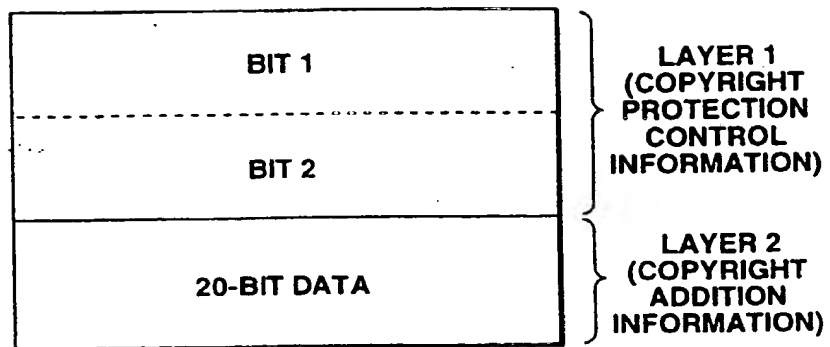 BIT 1
BIT 2
20-BIT DATA
LAYER 1
(COPYRIGHT
PROTECTION
CONTROL
INFORMATION)
LAYER 2
(COPYRIGHT
ADDITION
INFORMATION)